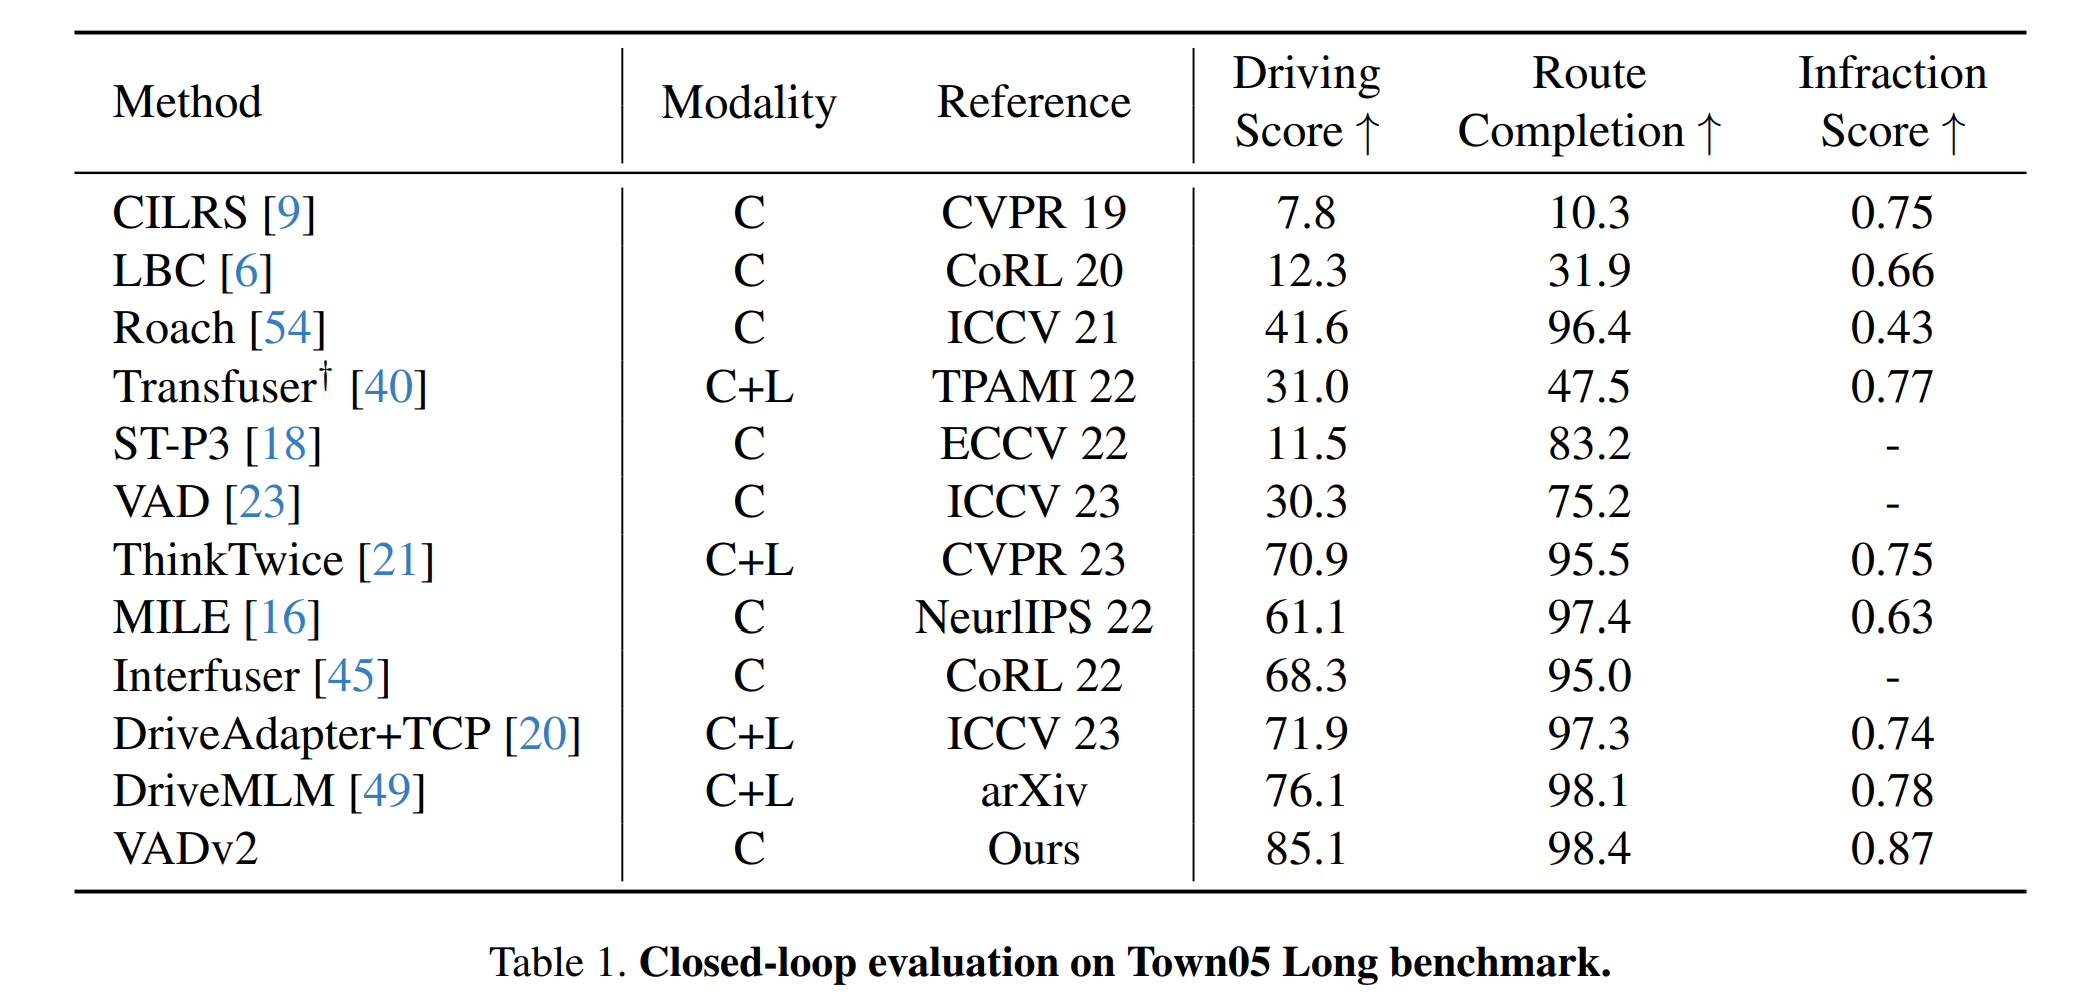 Method Modality Reference Driving Score ↑ Route Completion ↑ Infraction Score ↑
CILRS [9] C CVPR 19 7.8 10.3 0.75
LBC [6] C CoRL 20 12.3 31.9 0.66
Roach [54] C ICCV 21 41.6 96.4 0.43
Transfuser† [40] C+L TPAMI 22 31.0 47.5 0.77
ST-P3 [18] C ECCV 22 11.5 83.2 -
VAD [23] C ICCV 23 30.3 75.2 -
ThinkTwice [21] C+L CVPR 23 70.9 95.5 0.75
MILE [16] C NeurlIPS 22 61.1 97.4 0.63
Interfuser [45] C CoRL 22 68.3 95.0 -
DriveAdapter+TCP [20] C+L ICCV 23 71.9 97.3 0.74
DriveMLM [49] C+L arXiv 76.1 98.1 0.78
VADv2 C Ours 85.1 98.4 0.87
Table 1. Closed-loop evaluation on Town05 Long benchmark.